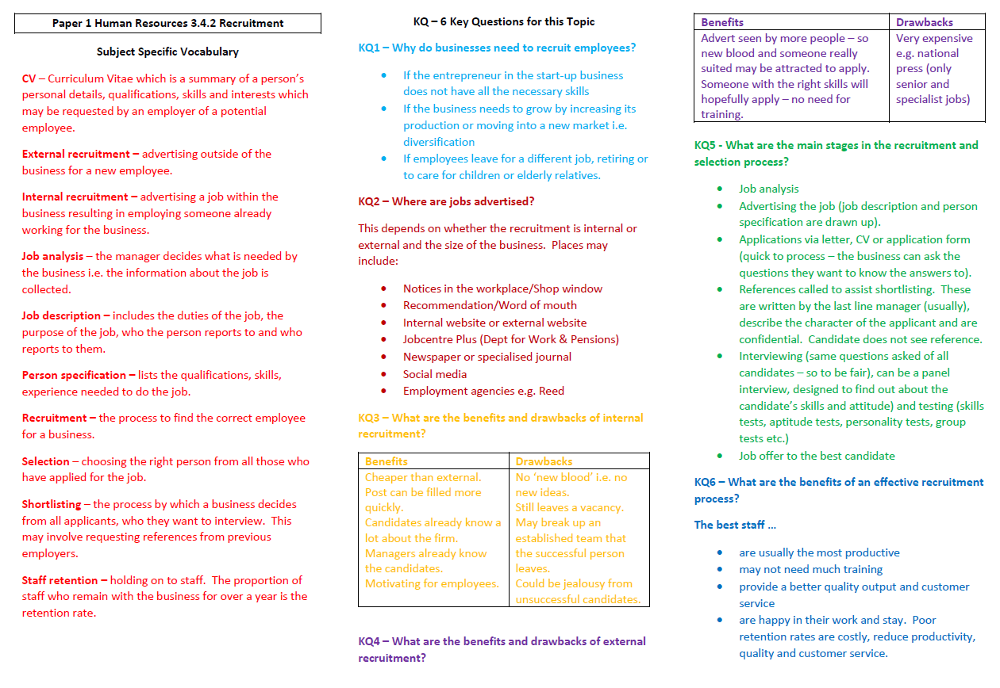 Paper 1 Human Resources 3.4.2 Recruitment
Subject Specific Vocabulary
CV – Curriculum Vitae which is a summary of a person's
personal details, qualifications, skills and interests which
may be requested by an employer of a potential
employee.
External recruitment – advertising outside of the
business for a new employee.
Internal recruitment – advertising a job within the
business resulting in employing someone already
working for the business.
Job analysis – the manager decides what is needed by
the business i.e. the information about the job is
collected.
Job description – includes the duties of the job, the
purpose of the job, who the person reports to and who
reports to them.
Person specification – lists the qualifications, skills,
experience needed to do the job.
Recruitment – the process to find the correct employee
for a business.
Selection – choosing the right person from all those who
have applied for the job.
Shortlisting – the process by which a business decides
from all applicants, who they want to interview. This
may involve requesting references from previous
employers.
Staff retention – holding on to staff. The proportion of
staff who remain with the business for over a year is the
retention rate.
KQ – 6 Key Questions for this Topic
KQ1 – Why do businesses need to recruit employees?
• If the entrepreneur in the start-up business
does not have all the necessary skills
• If the business needs to grow by increasing its
production or moving into a new market i.e.
diversification
• If employees leave for a different job, retiring or
to care for children or elderly relatives.
KQ2 – Where are jobs advertised?
This depends on whether the recruitment is internal or
external and the size of the business. Places may
include:
• Notices in the workplace/Shop window
• Recommendation/Word of mouth
• Internal website or external website
• Jobcentre Plus (Dept for Work & Pensions)
• Newspaper or specialised journal
• Social media
• Employment agencies e.g. Reed
KQ3 – What are the benefits and drawbacks of internal
recruitment?
Benefits
Cheaper than external.
Post can be filled more
quickly.
Candidates already know a
lot about the firm.
Managers already know
the candidates.
Motivating for employees.
Drawbacks
No 'new blood' i.e. no
new ideas.
Still leaves a vacancy.
May break up an
established team that
the successful person
leaves.
Could be jealousy from
unsuccessful candidates.
KQ4 – What are the benefits and drawbacks of external
recruitment?
Benefits
Advert seen by more people – so
new blood and someone really
suited may be attracted to apply.
Someone with the right skills will
hopefully apply – no need for
training.
Drawbacks
Very expensive
e.g. national
press (only
senior and
specialist jobs)
KQ5 - What are the main stages in the recruitment and
selection process?
• Job analysis
• Advertising the job (job description and person
specification are drawn up).
• Applications via letter, CV or application form
(quick to process – the business can ask the
questions they want to know the answers to).
• References called to assist shortlisting. These
are written by the last line manager (usually),
describe the character of the applicant and are
confidential. Candidate does not see reference.
• Interviewing (same questions asked of all
candidates – so to be fair), can be a panel
interview, designed to find out about the
candidate's skills and attitude) and testing (skills
tests, aptitude tests, personality tests, group
tests etc.)
• Job offer to the best candidate
KQ6 – What are the benefits of an effective recruitment
process?
The best staff …
• are usually the most productive
• may not need much training
• provide a better quality output and customer
service
• are happy in their work and stay. Poor
retention rates are costly, reduce productivity,
quality and customer service.